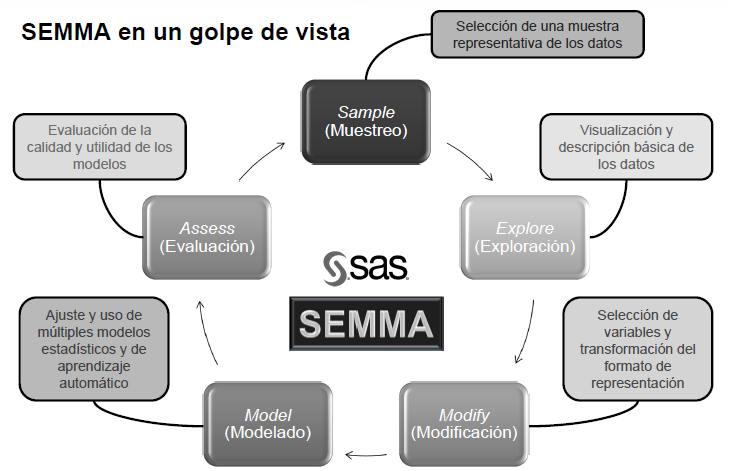 SEMMA en un golpe de vista
Selección de una muestra
representativa de los datos
Sample
(Muestreo)
Evaluación de la
calidad y utilidad de los
modelos
Visualización y
descripción básica de
los datos
Assess
(Evaluación)
Explore
(Exploración)
sas
SEMMA
Ajuste y uso de
múltiples modelos
estadísticos y de
aprendizaje
automático
Selección de
variables y
transformación del
formato de
representación
Model
(Modelado)
Modify
(Modificación)